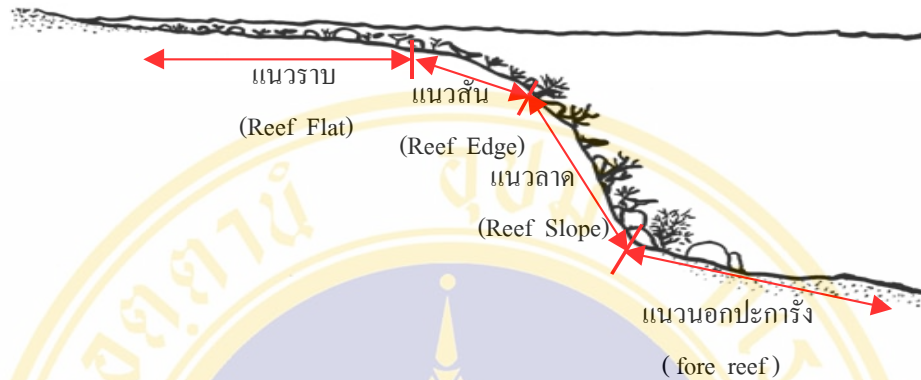 แนวราบ
(Reef Flat)
แนวสัน
(Reef Edge)
แนวลาด
(Reef Slope)
แนวนอกปะการัง
( fore reef )